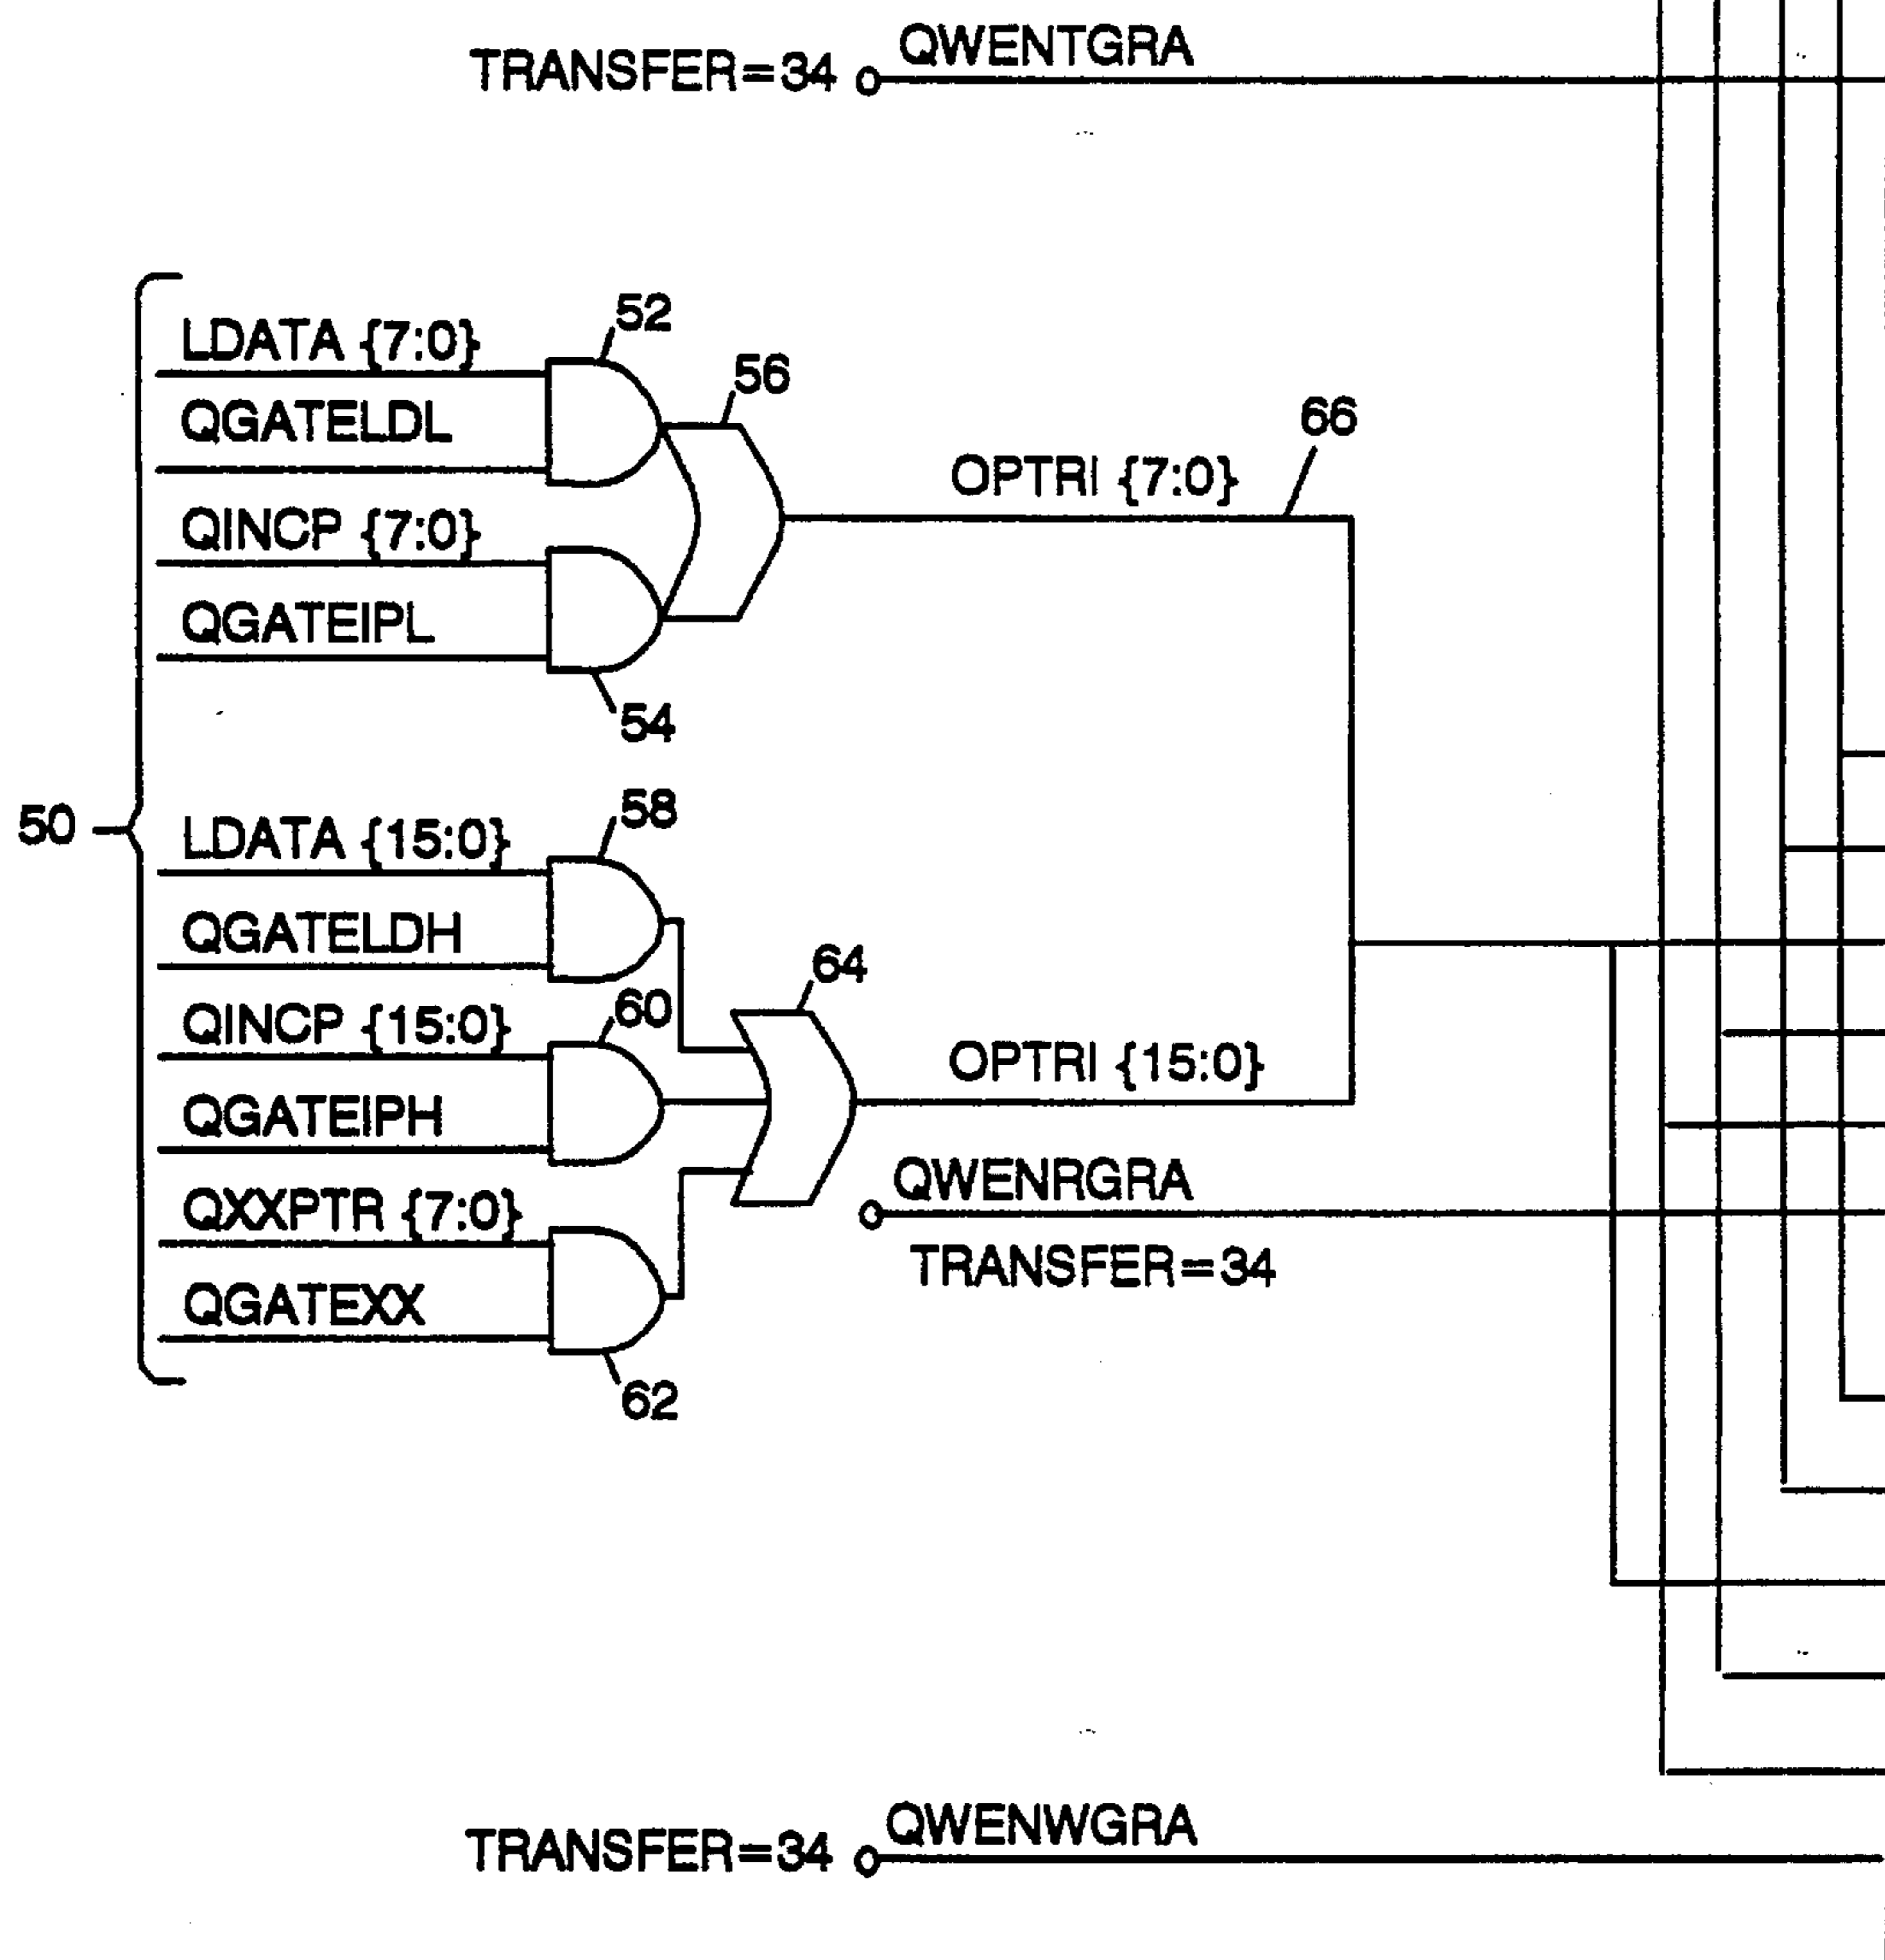 TRANSFER=34 QWENTGRA
52
LDATA {7:0}
56
QGATELDL
66
OPTRI {7:0}
QINCP {7:0}
QGATEIPL
54
58
50
LDATA {15:0}
QGATELDH
64
60
QINCP {15:0}
OPTRI {15:0}
QGATEIPH
QWENRGRA
QXXPTR {7:0}
TRANSFER=34
QGATEXX
62
TRANSFER=34 QWENWGRA